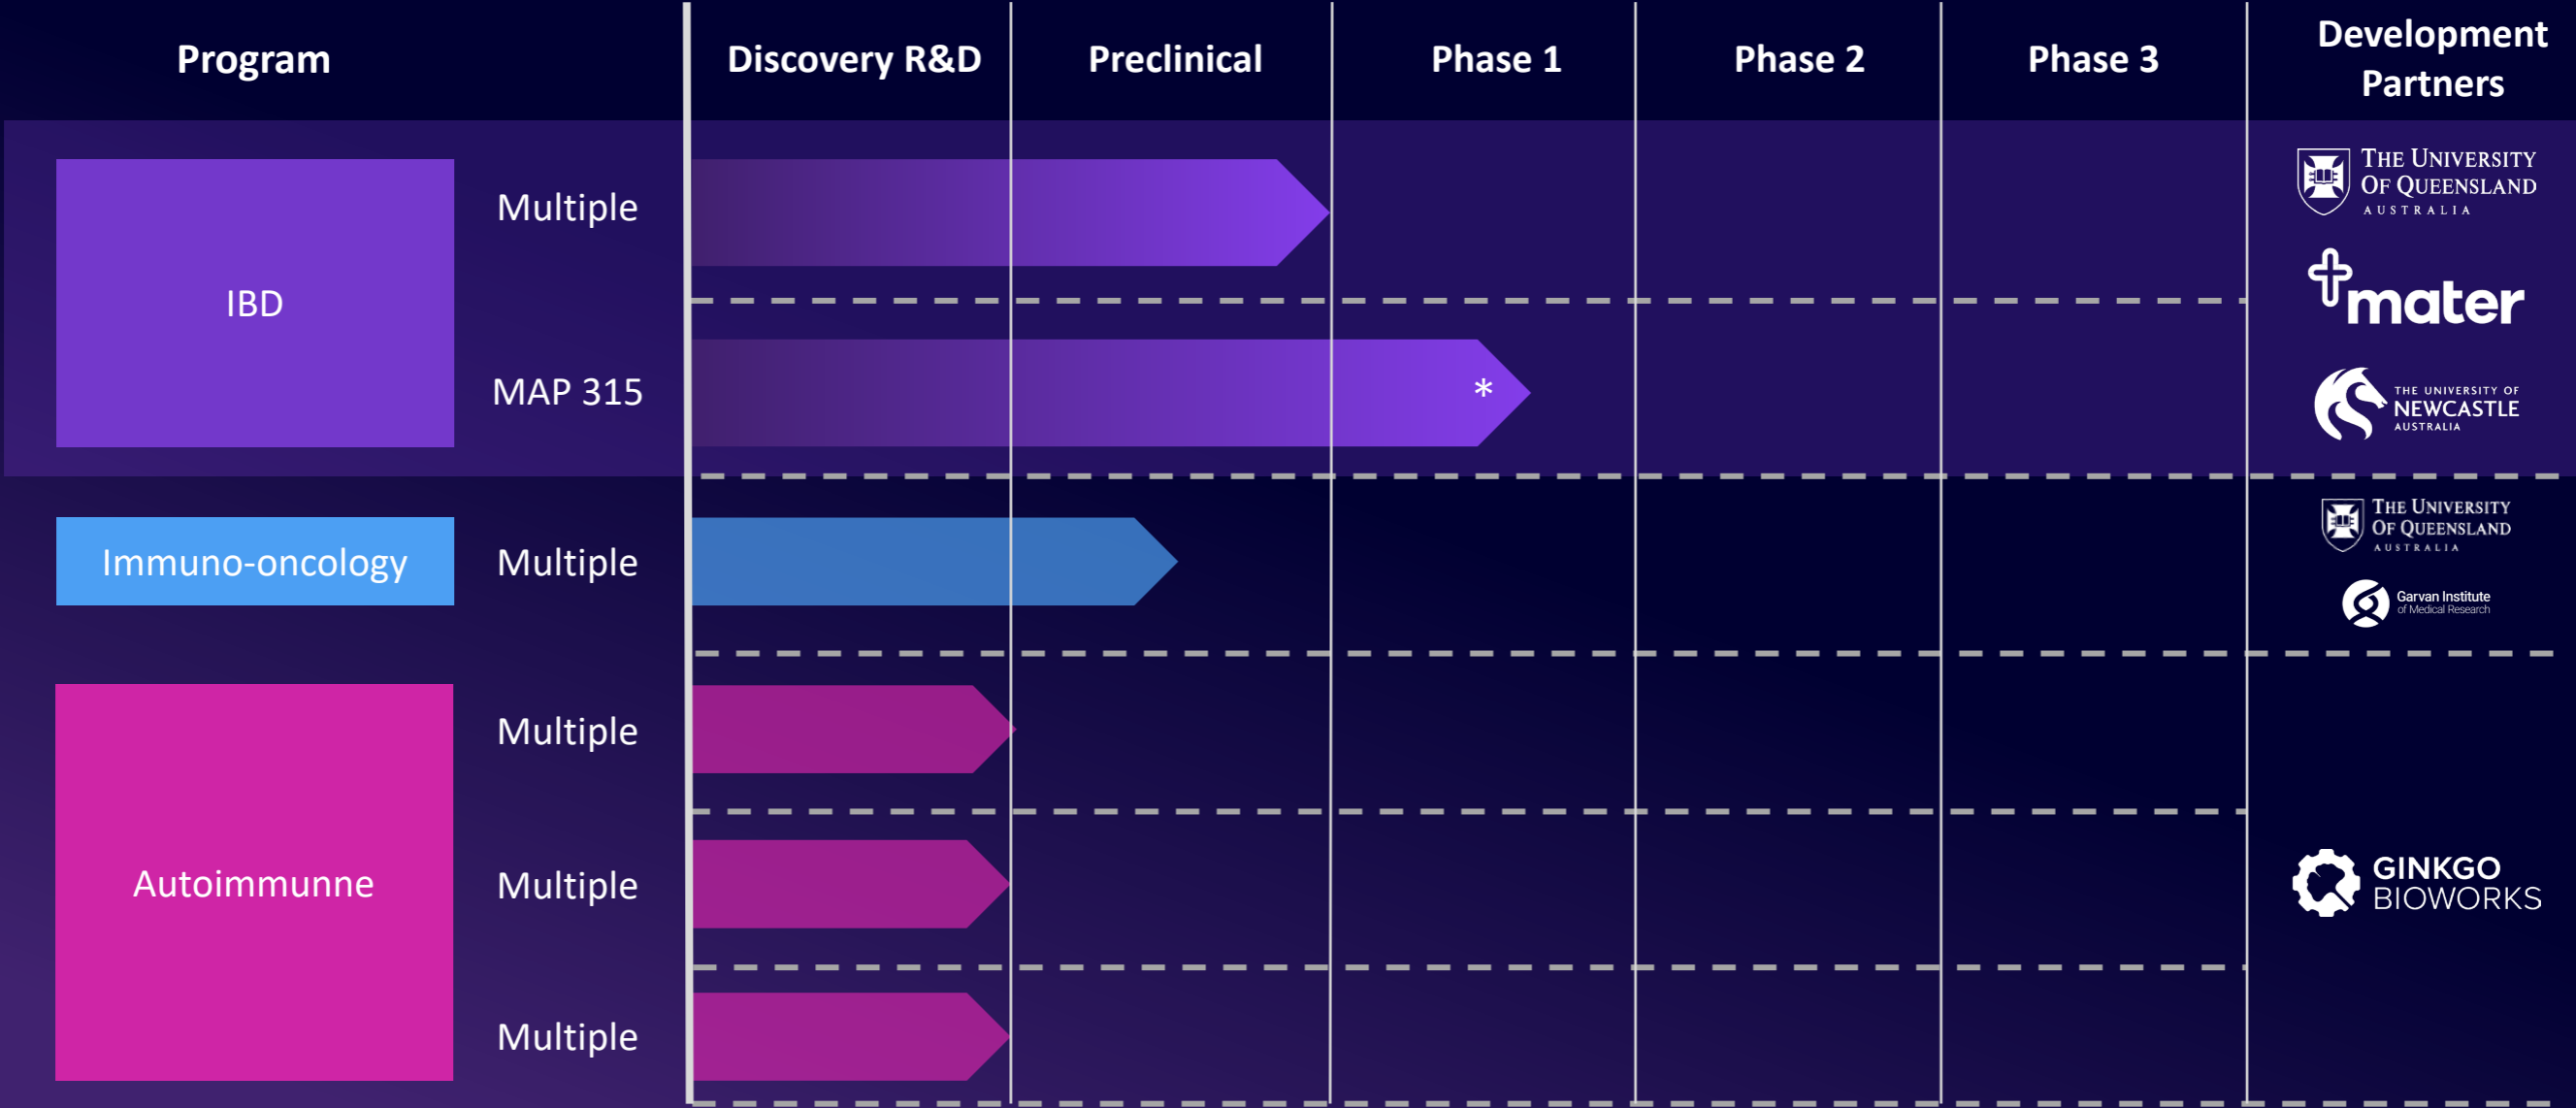 Program
Discovery R&D
Preclinical
Phase 1
Phase 2
Phase 3
Development
Partners
IBD
Multiple
THE UNIVERSITY
OF QUEENSLAND
AUSTRALIA
mater
MAP 315
*
THE UNIVERSITY OF
NEWCASTLE
AUSTRALIA
Immuno-oncology
Multiple
THE UNIVERSITY
OF QUEENSLAND
AUSTRALIA
Garvan Institute
of Medical Research
Autoimmunne
Multiple
Multiple
Multiple
GINKGO
BIOWORKS